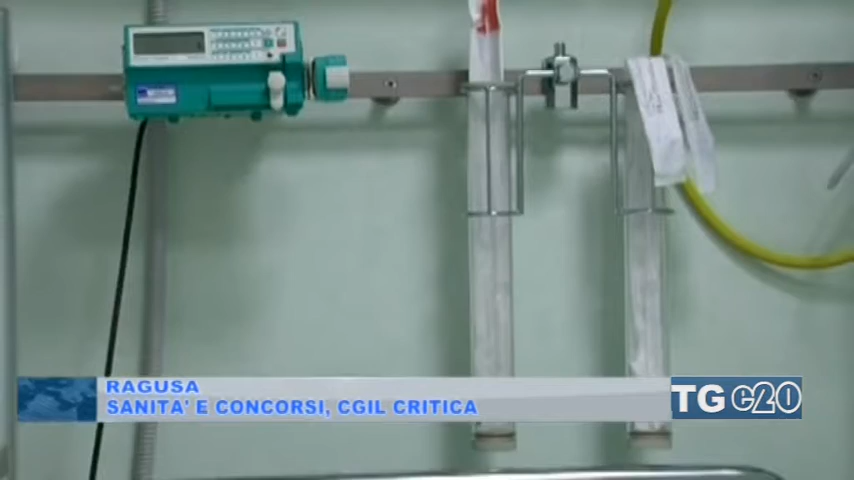 RAGUSA
SANITA' E CONCORSI, CGIL CRITICA
TG C20